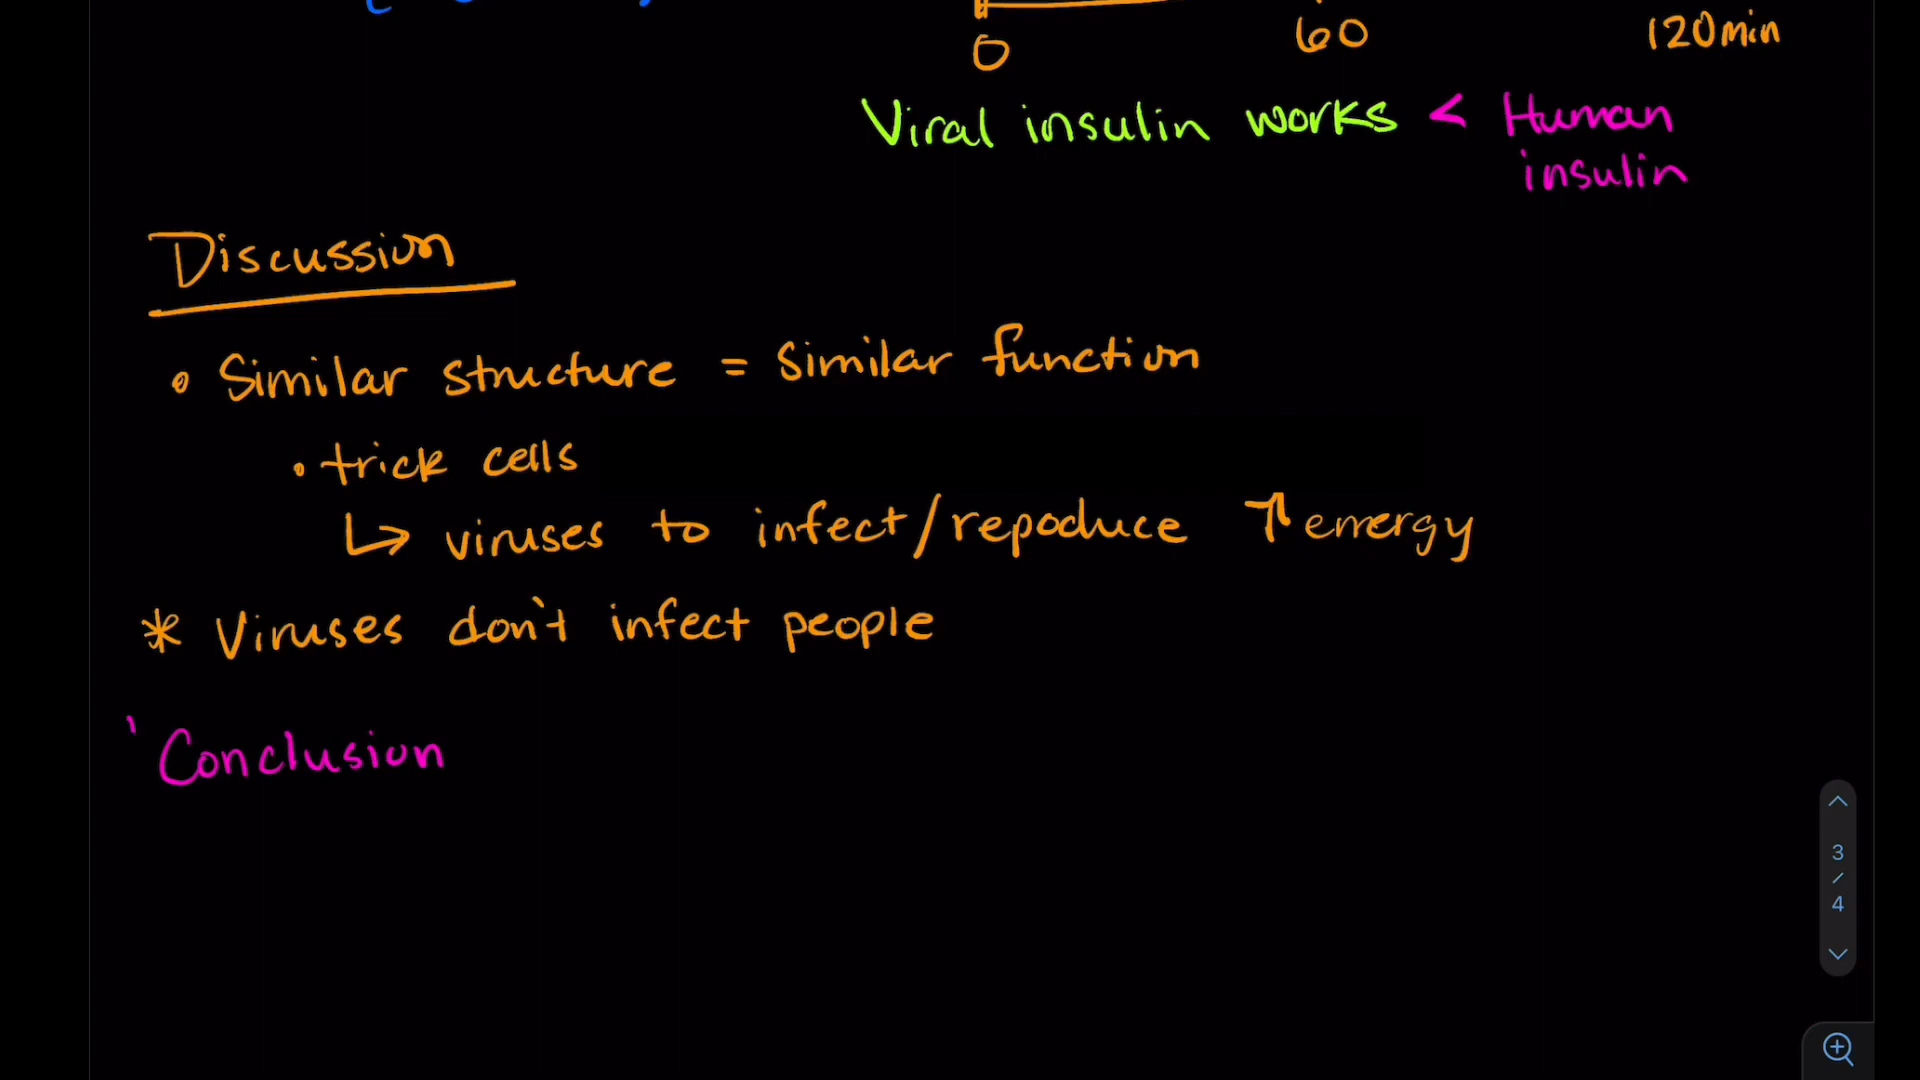 0 60 120min
Viral insulin works < Human
insulin
Discussion
• Similar structure = Similar function
• trick cells
↳ viruses to infect/repoduce ↑ energy
* Viruses don't infect people
Conclusion
3
/
4